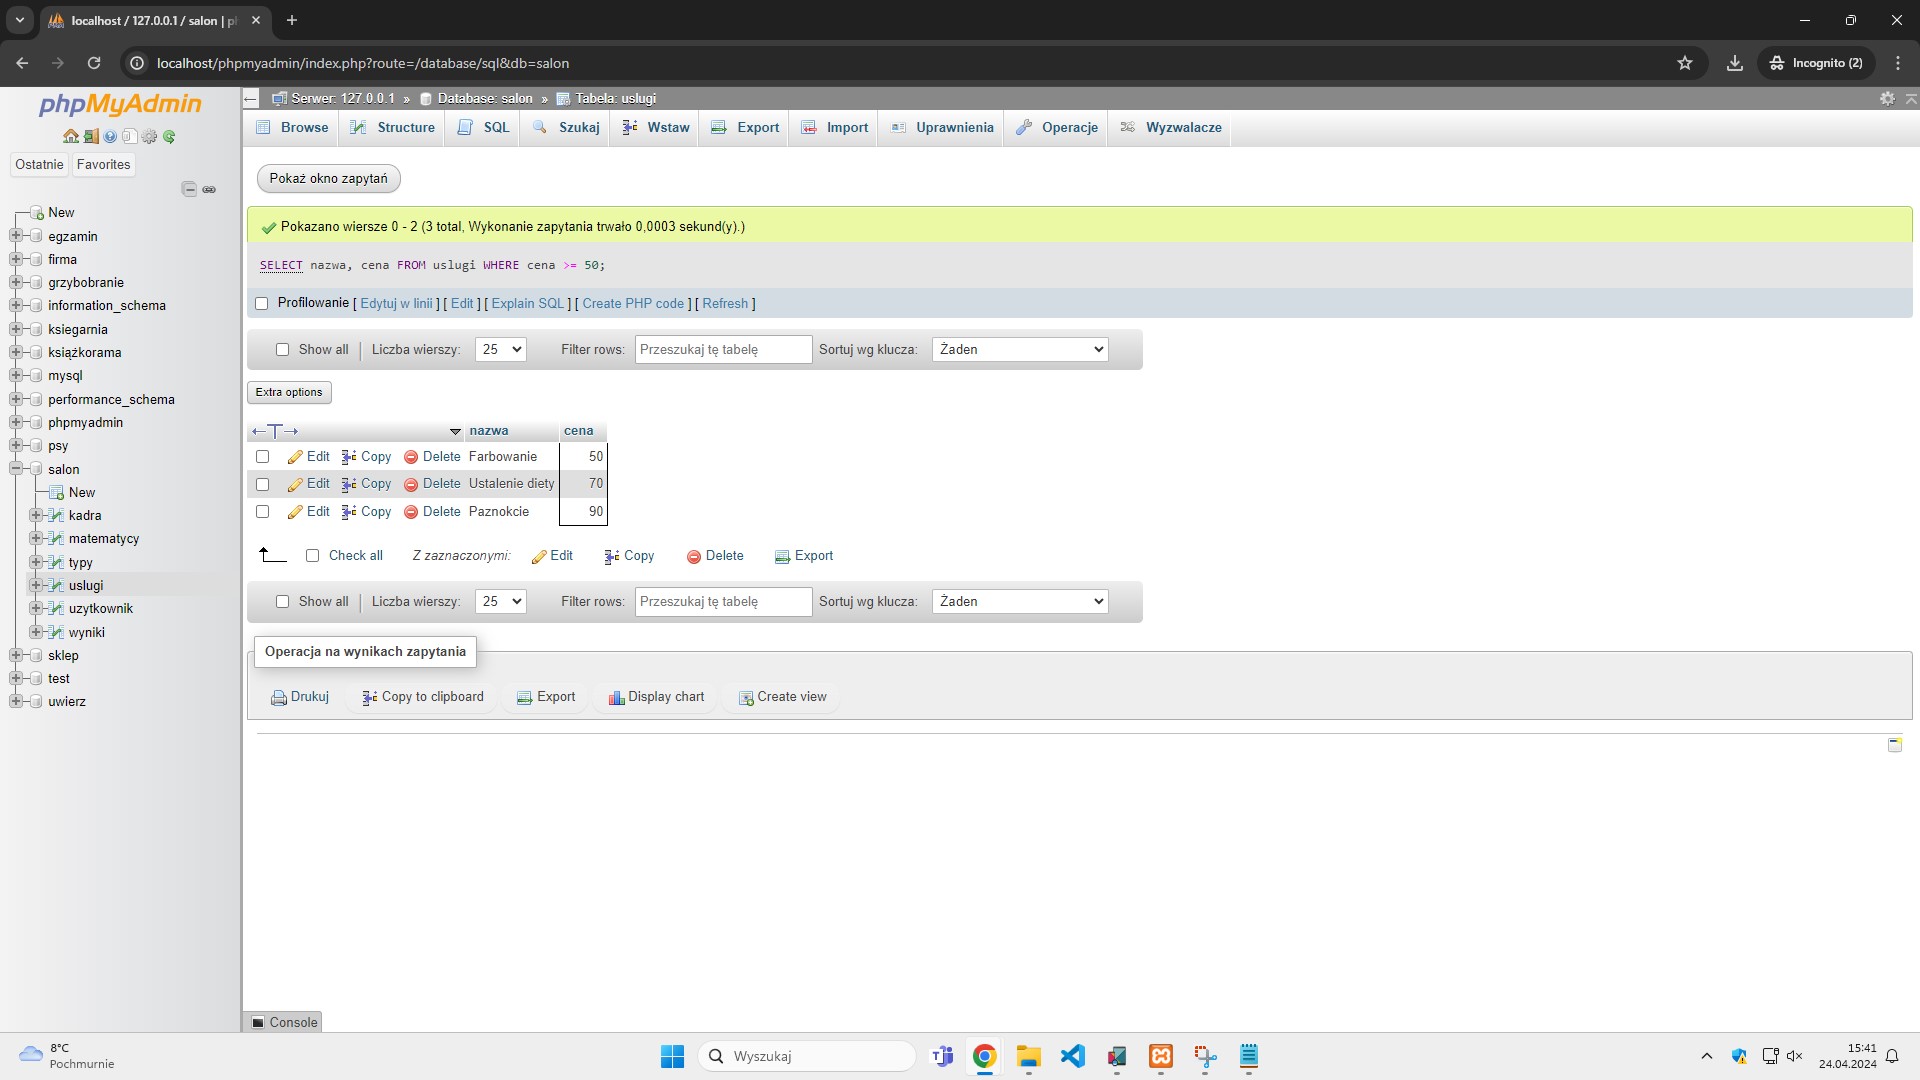 localhost / 127.0.0.1 / salon | ph
localhost/phpmyadmin/index.php?route=/database/sql&db=salon
Incognito (2)
phpMyAdmin
Ostatnie
Favorites
New
egzamin
firma
grzybobranie
information_schema
ksiegarnia
książkorama
mysql
performance_schema
phpmyadmin
psy
salon
New
kadra
matematycy
typy
uslugi
uzytkownik
wyniki
sklep
test
uwierz
Serwer: 127.0.0.1 » Database: salon » Tabela: uslugi
Browse Structure SQL Szukaj Wstaw Export Import Uprawnienia Operacje Wyzwalacze
Pokaż okno zapytań
Pokazano wiersze 0 - 2 (3 total, Wykonanie zapytania trwało 0,0003 sekund(y).)
SELECT nazwa, cena FROM uslugi WHERE cena >= 50;
Profilowanie [ Edytuj w linii ] [ Edit ] [ Explain SQL ] [ Create PHP code ] [ Refresh ]
Show all | Liczba wierszy: 25 Filter rows: Przeszukaj tę tabelę Sortuj wg klucza: Żaden
Extra options
←T→ nazwa cena
Edit Copy Delete Farbowanie 50
Edit Copy Delete Ustalenie diety 70
Edit Copy Delete Paznokcie 90
Check all Z zaznaczonymi: Edit Copy Delete Export
Show all | Liczba wierszy: 25 Filter rows: Przeszukaj tę tabelę Sortuj wg klucza: Żaden
Operacja na wynikach zapytania
Drukuj Copy to clipboard Export Display chart Create view
Console
8°C
Pochmurnie
Wyszukaj
15:41
24.04.2024